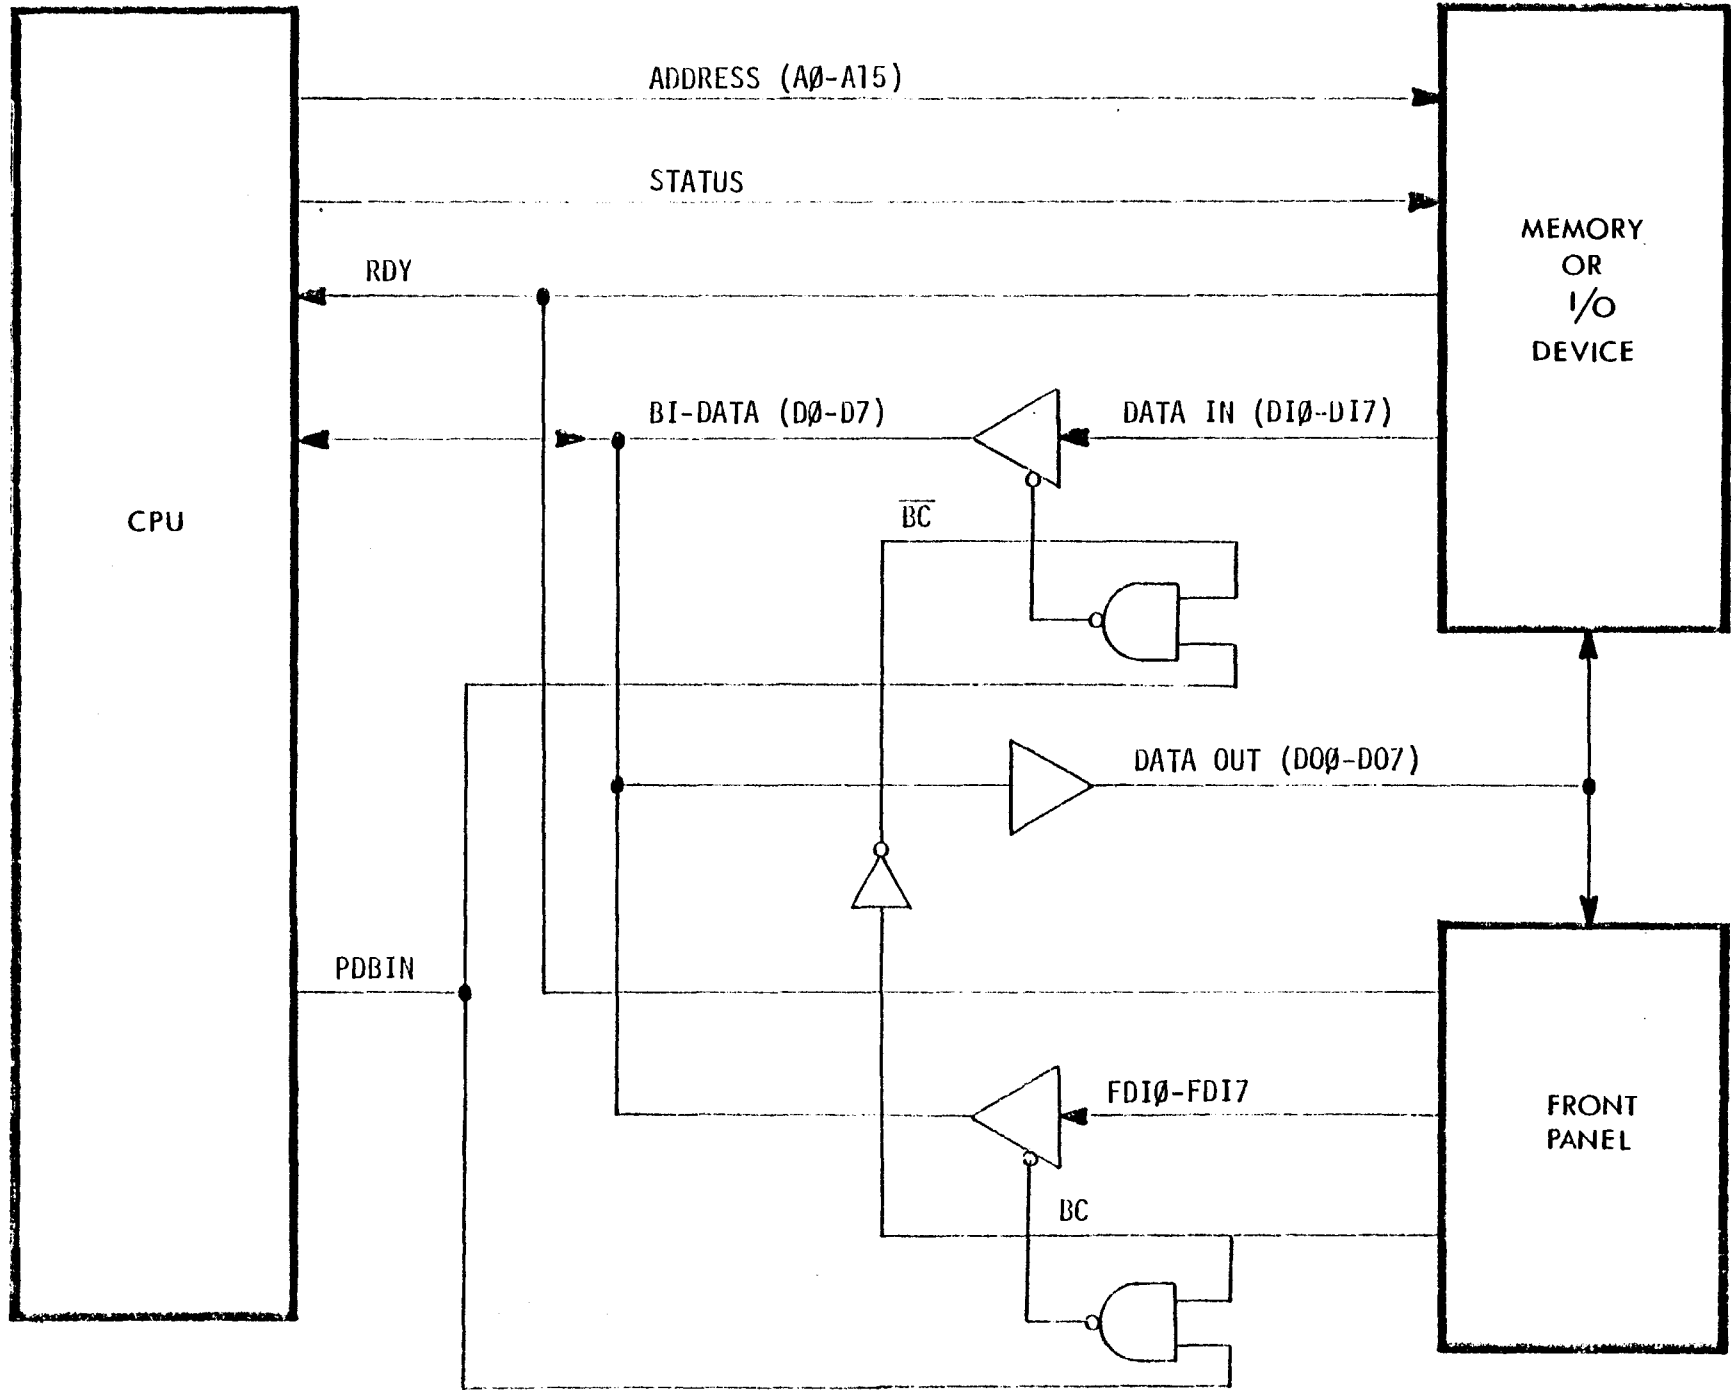 ADDRESS (AØ-A15)
STATUS
RDY
MEMORY
OR
I/O
DEVICE
BI-DATA (DØ-D7)
DATA IN (DIØ-DI7)
CPU
B̅C̅
DATA OUT (DOØ-DO7)
PDBIN
FDIØ-FDI7
FRONT
PANEL
BC